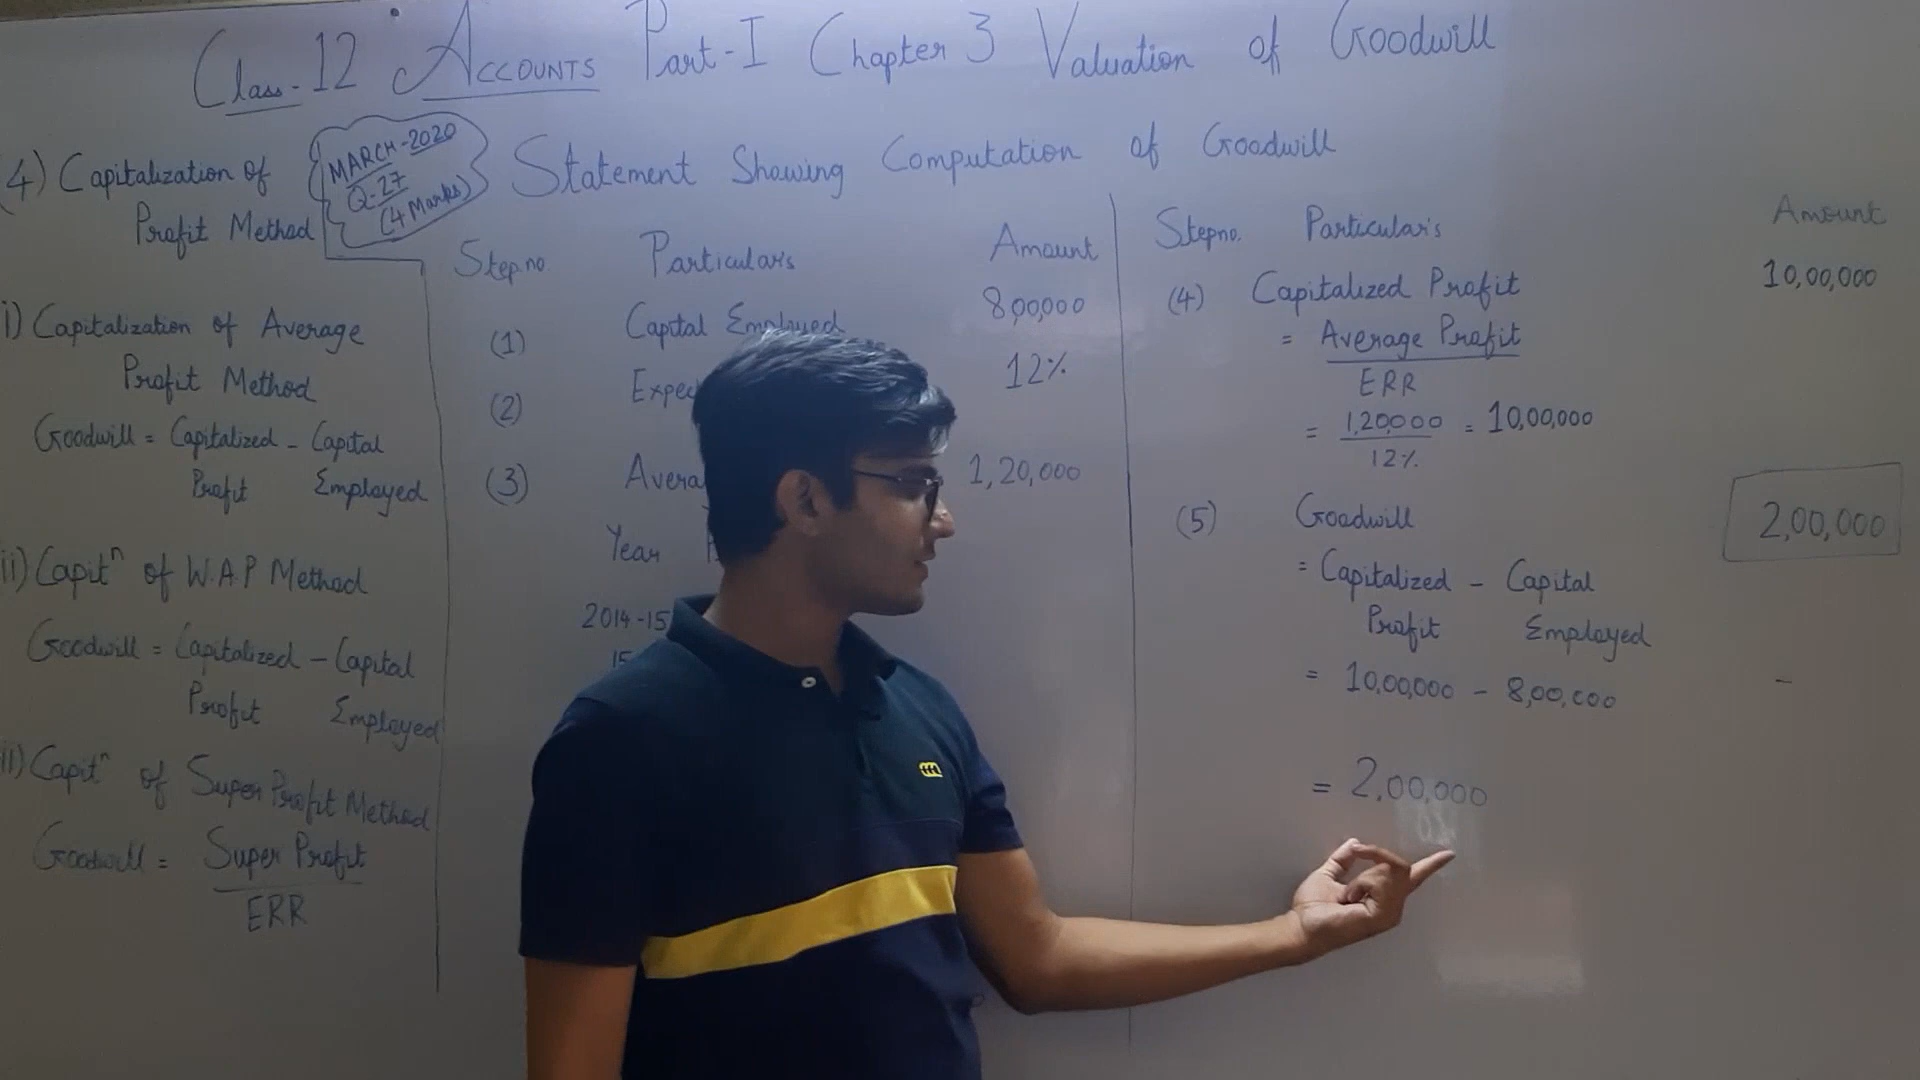 Class-12 Accounts Part-I Chapter 3 Valuation of Goodwill
(4) Capitalization of
Profit Method
MARCH-2020
Q-27
(4 Marks)
Statement Showing Computation of Goodwill
i) Capitalization of Average
Profit Method
Goodwill = Capitalized - Capital
Profit Employed
ii) Capitⁿ of W.A.P Method
Goodwill = Capitalized - Capital
Profit Employed
ii) Capitⁿ of Super Profit Method
Goodwill = Super Profit
ERR
Step no Particulars Amount
(1) Capital Employed 8,00,000
(2) 12%
(3) 1,20,000
Year
2014-15
15
Step no. Particulars Amount
(4) Capitalized Profit 10,00,000
= Average Profit
ERR
= 1,20,000 = 10,00,000
12%
(5) Goodwill 2,00,000
= Capitalized - Capital
Profit Employed
= 10,00,000 - 8,00,000 -
= 2,00,000